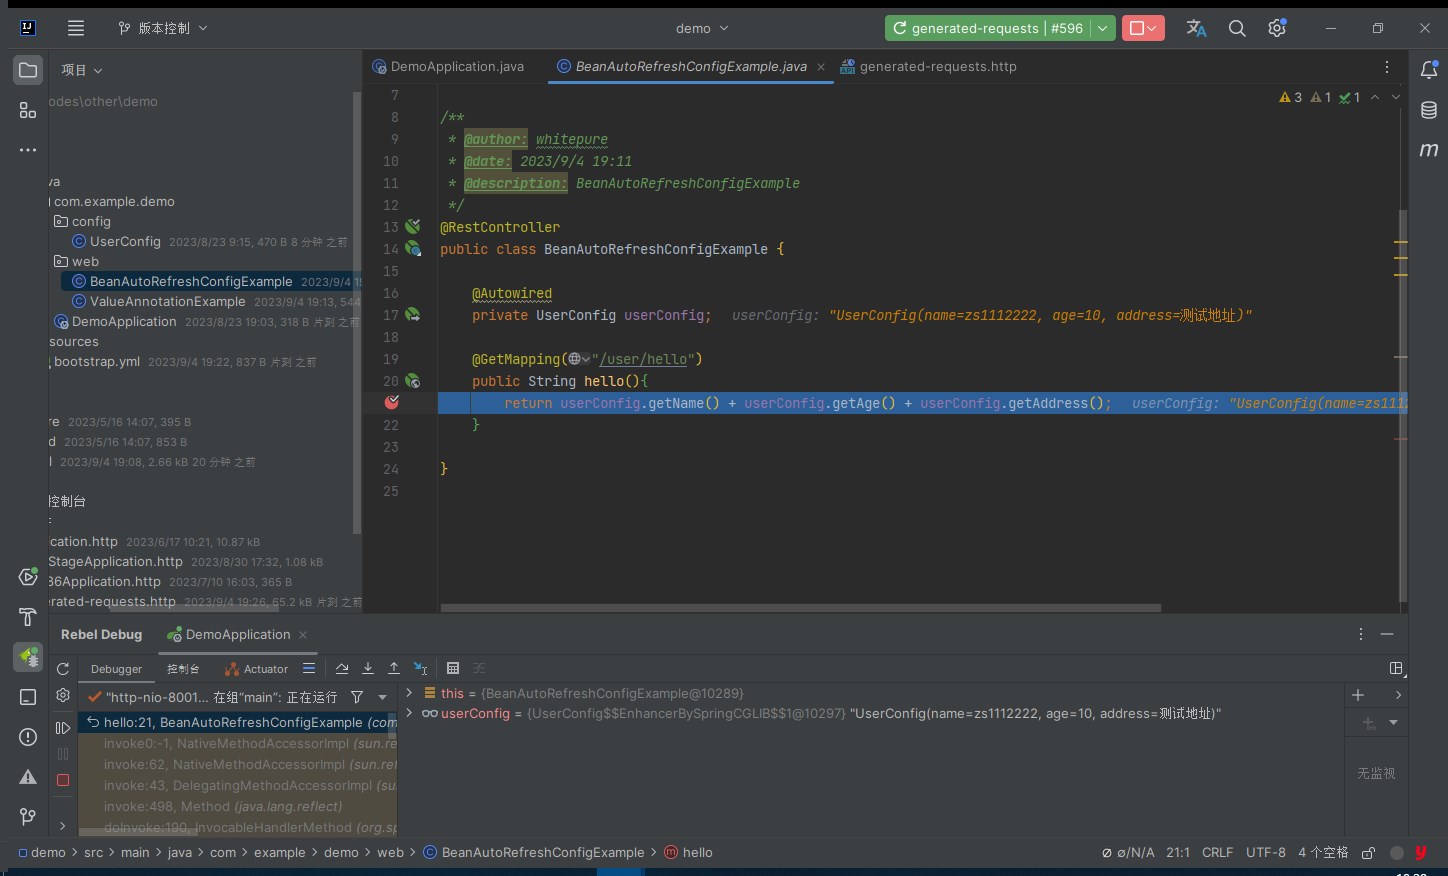 版本控制
demo
generated-requests | #596
项目
DemoApplication.java
BeanAutoRefreshConfigExample.java
generated-requests.http
odes\other\demo
va
com.example.demo
config
UserConfig 2023/8/23 9:15, 470 B 8 分钟 之前
web
BeanAutoRefreshConfigExample 2023/9/4 1
ValueAnnotationExample 2023/9/4 19:13, 544
DemoApplication 2023/8/23 19:03, 318 B 片刻 之前
sources
bootstrap.yml 2023/9/4 19:22, 837 B 片刻 之前
re 2023/5/16 14:07, 395 B
d 2023/5/16 14:07, 853 B
l 2023/9/4 19:08, 2.66 kB 20 分钟 之前
控制台
cation.http 2023/6/17 10:21, 10.87 kB
StageApplication.http 2023/8/30 17:32, 1.08 kB
36Application.http 2023/7/10 16:03, 365 B
erated-requests.http 2023/9/4 19:26, 65.2 kB 片刻 之前
3 1 1
7
8 /**
9 * @author: whitepure
10 * @date: 2023/9/4 19:11
11 * @description: BeanAutoRefreshConfigExample
12 */
13 @RestController
14 public class BeanAutoRefreshConfigExample {
15
16 @Autowired
17 private UserConfig userConfig; userConfig: "UserConfig(name=zs1112222, age=10, address=测试地址)"
18
19 @GetMapping("/user/hello")
20 public String hello(){
return userConfig.getName() + userConfig.getAge() + userConfig.getAddress(); userConfig: "UserConfig(name=zs1112
22 }
23
24 }
25
m
Rebel Debug
DemoApplication
Debugger
控制台
Actuator
"http-nio-8001... 在组"main": 正在运行
hello:21, BeanAutoRefreshConfigExample (com
invoke0:-1, NativeMethodAccessorImpl (sun.re
invoke:62, NativeMethodAccessorImpl (sun.ref
invoke:43, DelegatingMethodAccessorImpl (su
invoke:498, Method (java.lang.reflect)
doInvoke:190, InvocableHandlerMethod (org.sp
this = {BeanAutoRefreshConfigExample@10289}
userConfig = {UserConfig$$EnhancerBySpringCGLIB$$1@10297} "UserConfig(name=zs1112222, age=10, address=测试地址)"
无监视
demo > src > main > java > com > example > demo > web > BeanAutoRefreshConfigExample > hello
⌀/N/A 21:1 CRLF UTF-8 4 个空格